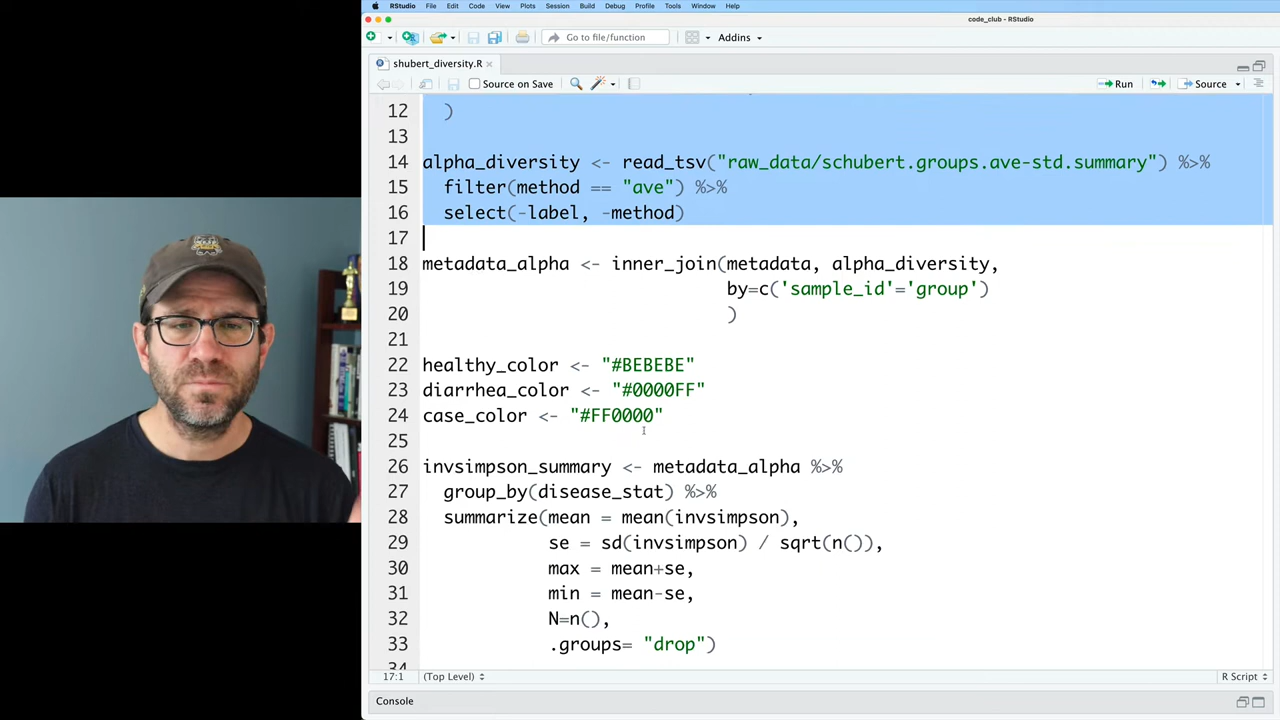 RStudio File Edit Code View Plots Session Build Debug Profile Tools Window Help
code_club - RStudio
Go to file/function Addins
shubert_diversity.R
Source on Save Run Source
12 )
13
14 alpha_diversity <- read_tsv("raw_data/schubert.groups.ave-std.summary") %>%
15 filter(method == "ave") %>%
16 select(-label, -method)
17
18 metadata_alpha <- inner_join(metadata, alpha_diversity,
19 by=c('sample_id'='group')
20 )
21
22 healthy_color <- "#BEBEBE"
23 diarrhea_color <- "#0000FF"
24 case_color <- "#FF0000"
25
26 invsimpson_summary <- metadata_alpha %>%
27 group_by(disease_stat) %>%
28 summarize(mean = mean(invsimpson),
29 se = sd(invsimpson) / sqrt(n()),
30 max = mean+se,
31 min = mean-se,
32 N=n(),
33 .groups= "drop")
34
17:1 (Top Level) R Script
Console